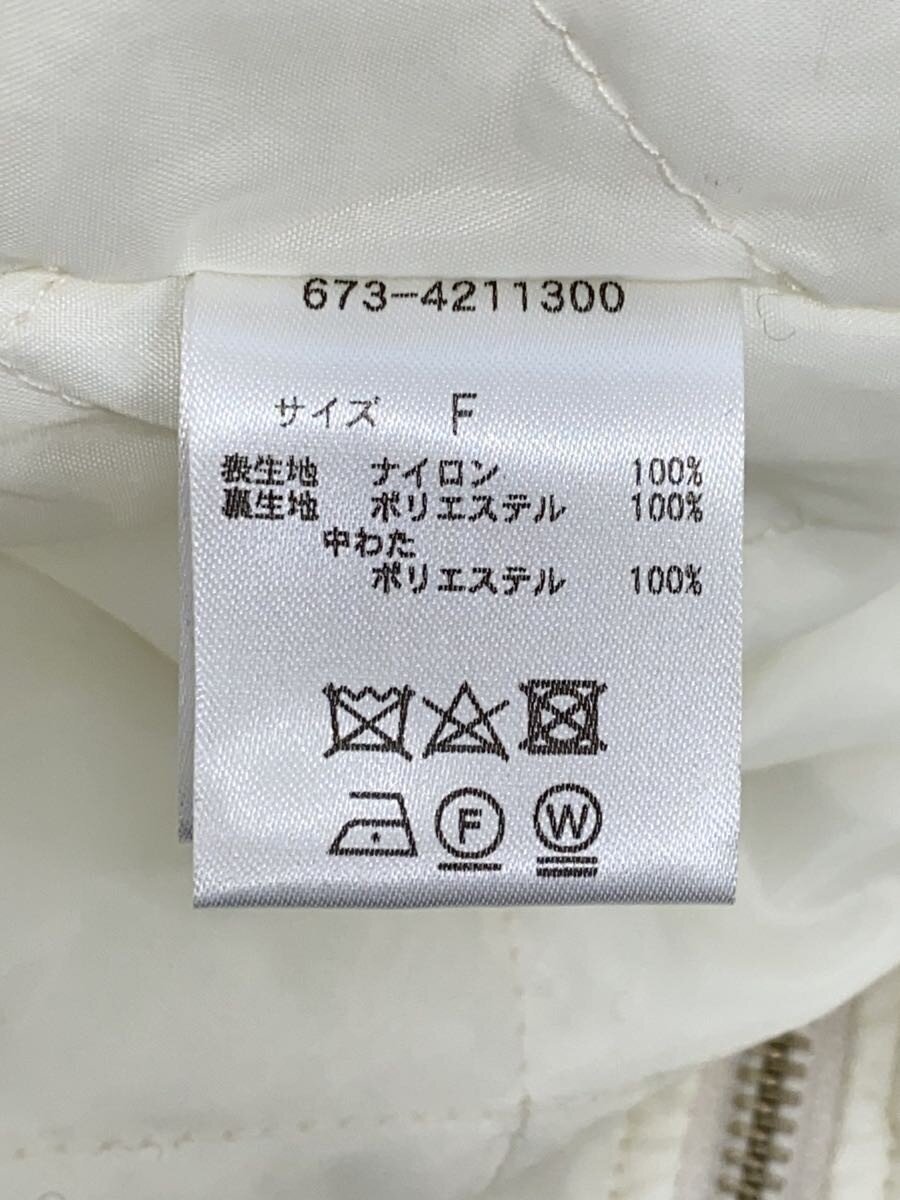 673-4211300
サイズ F
表生地 ナイロン 100%
裏生地 ポリエステル 100%
中わた
ポリエステル 100%
F W